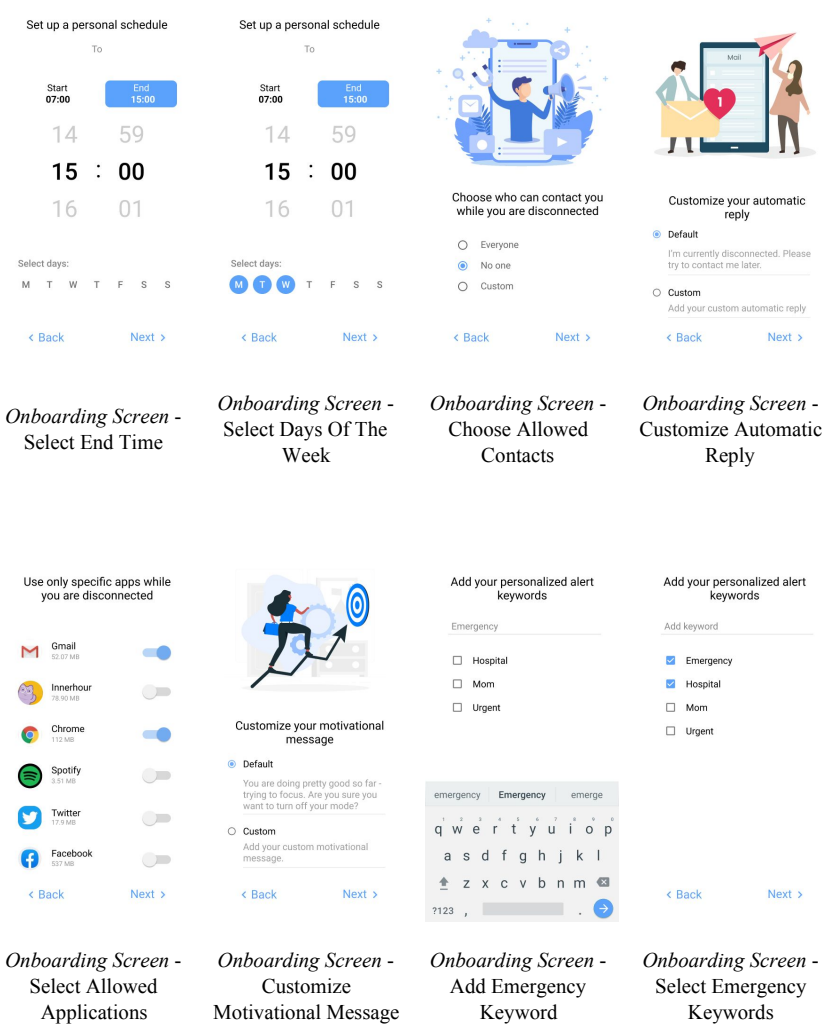 Set up a personal schedule
To
Start
07:00
End
15:00
14 59
15 : 00
16 01
Select days:
M T W T F S S
< Back Next >
Onboarding Screen -
Select End Time
Set up a personal schedule
To
Start
07:00
End
15:00
14 59
15 : 00
16 01
Select days:
M T W T F S S
< Back Next >
Onboarding Screen -
Select Days Of The
Week
Choose who can contact you
while you are disconnected
Everyone
No one
Custom
< Back Next >
Onboarding Screen -
Choose Allowed
Contacts
Mail
1
Customize your automatic
reply
Default
I'm currently disconnected. Please
try to contact me later.
Custom
Add your custom automatic reply
< Back Next >
Onboarding Screen -
Customize Automatic
Reply
Use only specific apps while
you are disconnected
Gmail
52.07 MB
Innerhour
78.90 MB
Chrome
112 MB
Spotify
3.51 MB
Twitter
17.9 MB
Facebook
537 MB
< Back Next >
Onboarding Screen -
Select Allowed
Applications
Customize your motivational
message
Default
You are doing pretty good so far -
trying to focus. Are you sure you
want to turn off your mode?
Custom
Add your custom motivational
message.
< Back Next >
Onboarding Screen -
Customize
Motivational Message
Add your personalized alert
keywords
Emergency
Hospital
Mom
Urgent
emergency Emergency emerge
1 2 3 4 5 6 7 8 9 0
q w e r t y u i o p
a s d f g h j k l
z x c v b n m
?123 , .
Onboarding Screen -
Add Emergency
Keyword
Add your personalized alert
keywords
Add keyword
Emergency
Hospital
Mom
Urgent
< Back Next >
Onboarding Screen -
Select Emergency
Keywords